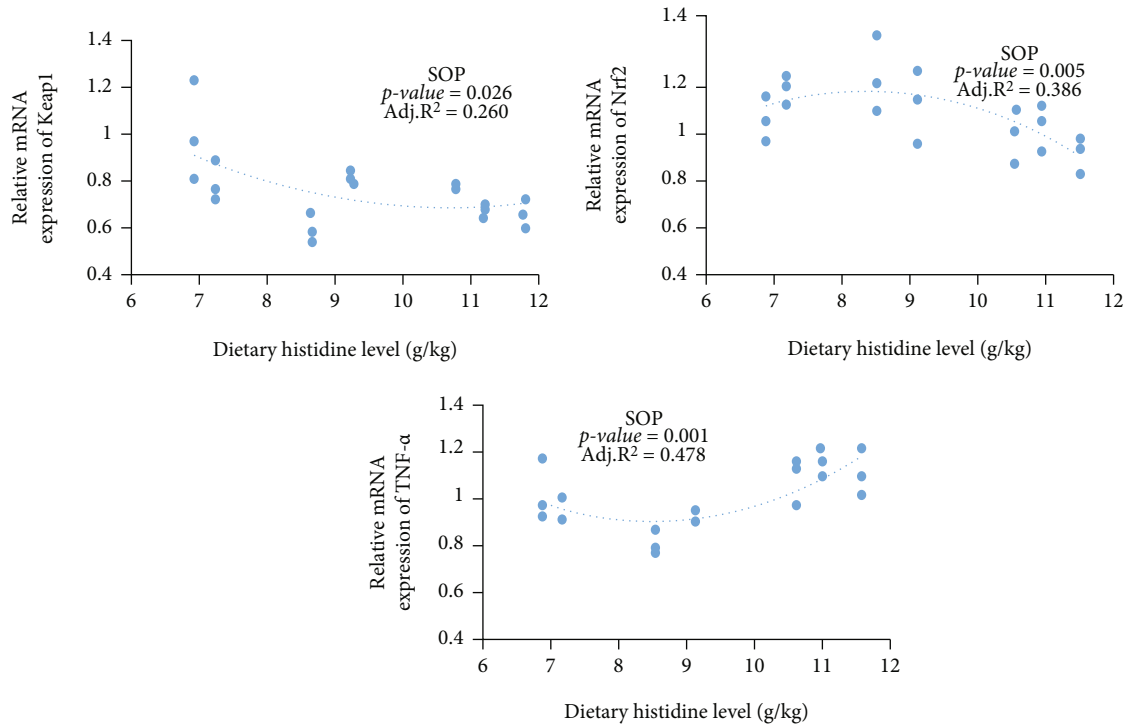 Relative mRNA
expression of Keap1
1.4
1.2
1
0.8
0.6
0.4
SOP
p-value = 0.026
Adj.R² = 0.260
6 7 8 9 10 11 12
Dietary histidine level (g/kg)
Relative mRNA
expression of Nrf2
1.4
1.2
1
0.8
0.6
0.4
SOP
p-value = 0.005
Adj.R² = 0.386
6 7 8 9 10 11 12
Dietary histidine level (g/kg)
Relative mRNA
expression of TNF-α
1.4
1.2
1
0.8
0.6
0.4
SOP
p-value = 0.001
Adj.R² = 0.478
6 7 8 9 10 11 12
Dietary histidine level (g/kg)